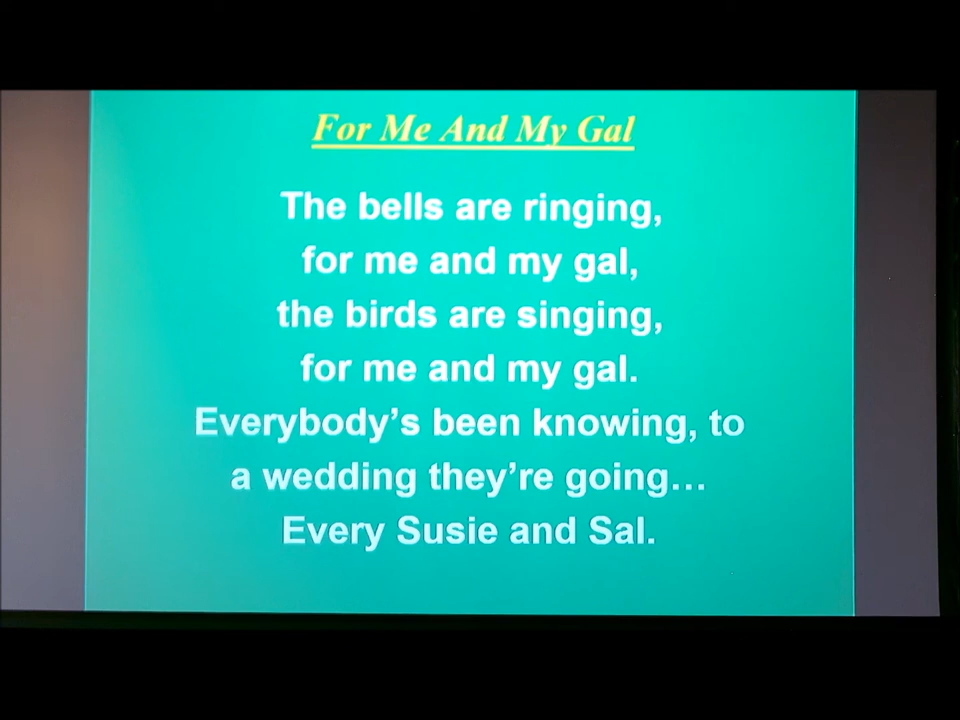 For Me And My Gal
The bells are ringing,
for me and my gal,
the birds are singing,
for me and my gal.
Everybody’s been knowing, to
a wedding they’re going…
Every Susie and Sal.